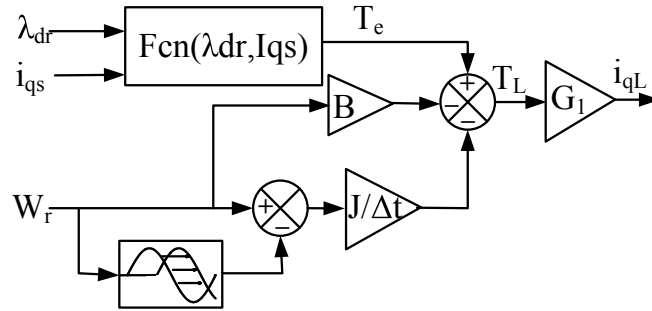 λdr
iqs
Fcn(λdr,Iqs)
Te
+
−
−
TL
G1
iqL
B
Wr
+
−
J/Δt